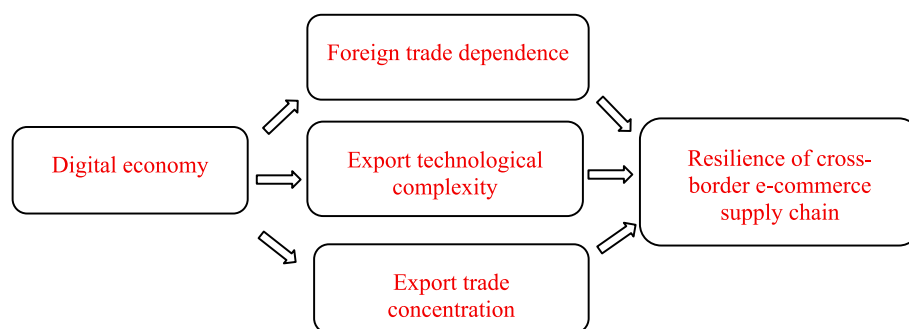 Foreign trade dependence
Digital economy
Export technological
complexity
Resilience of cross-
border e-commerce
supply chain
Export trade
concentration